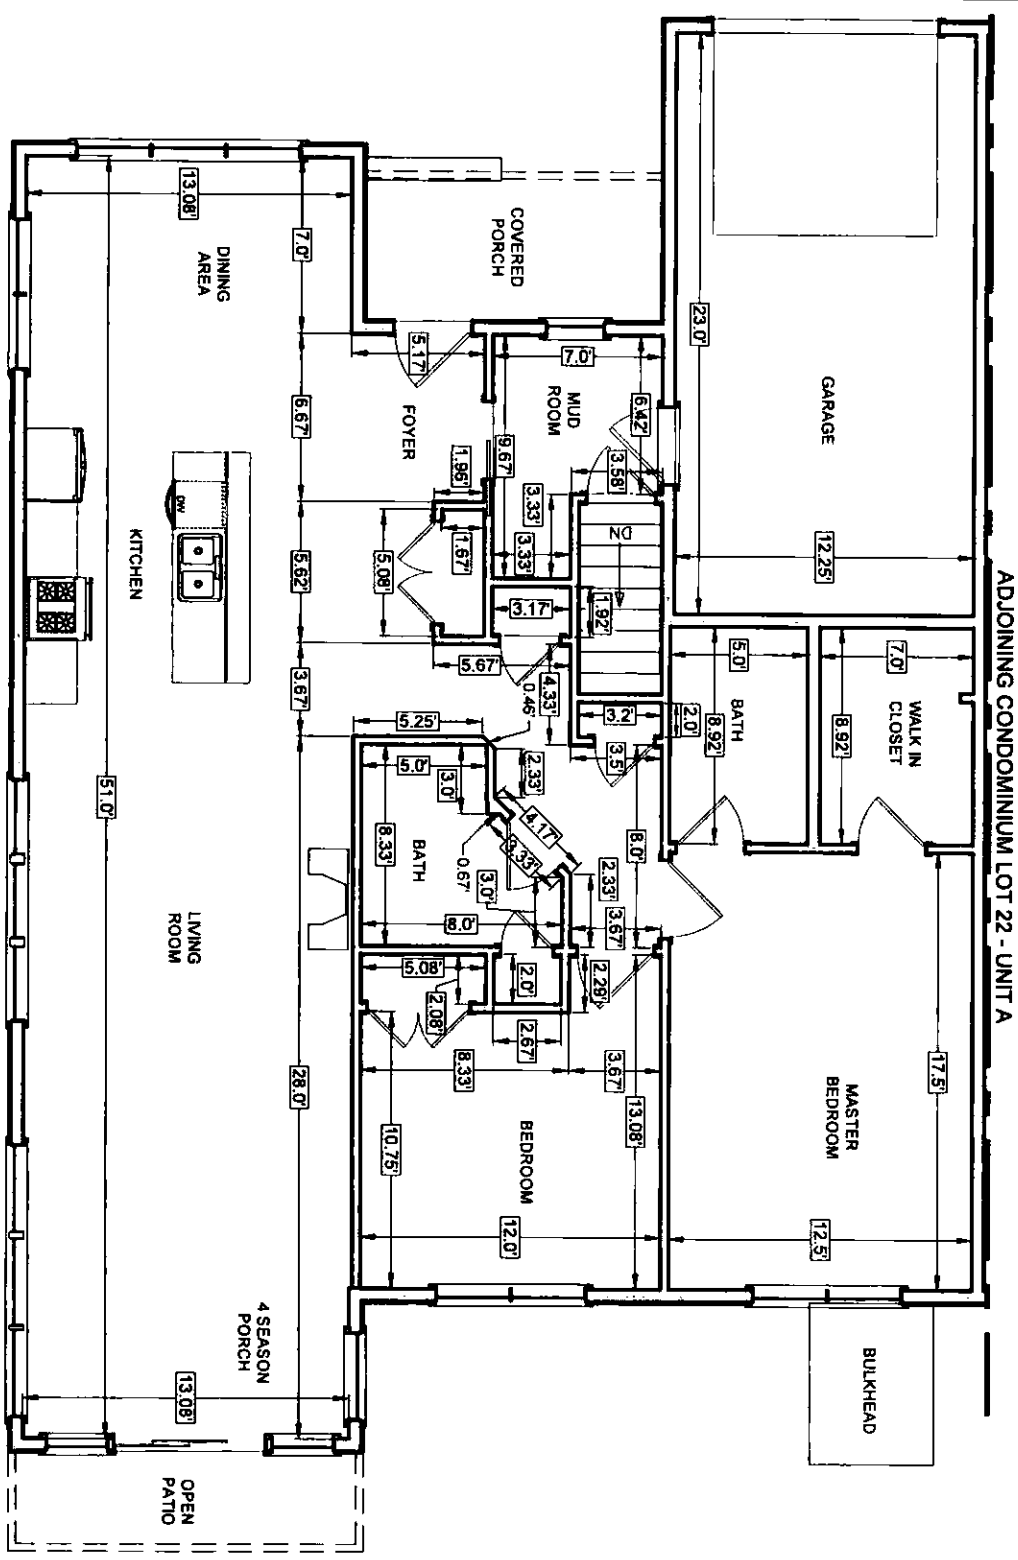 ADJOINING CONDOMINIUM LOT 22 - UNIT A
GARAGE
23.0'
12.25'
COVERED
PORCH
MUD
ROOM
7.0'
6.42'
9.67'
3.58'
3.33'
3.33'
DN
1.92'
3.17'
WALK IN
CLOSET
7.0'
8.92'
BATH
5.0'
8.92'
2.0'
3.2'
3.5'
4.33'
5.67'
0.46'
FOYER
5.17'
1.96'
1.67'
5.08'
DINING
AREA
13.08'
7.0'
6.67'
5.62'
3.67'
28.0'
51.0'
KITCHEN
DW
5.25'
5.0'
3.0'
2.33'
4.17'
3.33'
0.67'
8.33'
BATH
8.0'
3.0'
2.33'
8.0'
3.67'
2.29'
2.0'
2.67'
5.08'
2.08'
8.33'
3.67'
13.08'
10.75'
12.0'
BEDROOM
MASTER
BEDROOM
17.5'
12.5'
BULKHEAD
LIVING
ROOM
4 SEASON
PORCH
13.08'
OPEN
PATIO